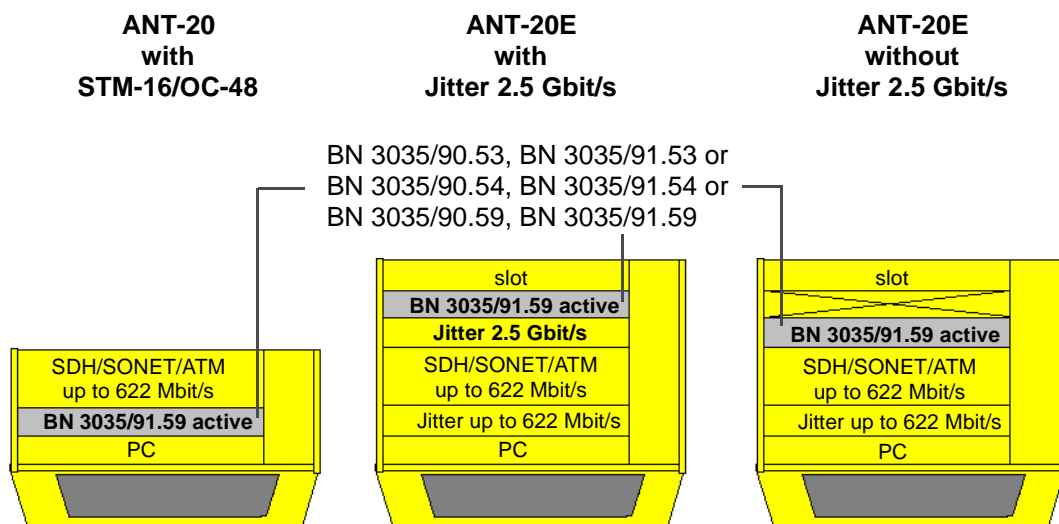 ANT-20
with
STM-16/OC-48
ANT-20E
with
Jitter 2.5 Gbit/s
ANT-20E
without
Jitter 2.5 Gbit/s
BN 3035/90.53, BN 3035/91.53 or
BN 3035/90.54, BN 3035/91.54 or
BN 3035/90.59, BN 3035/91.59
SDH/SONET/ATM
up to 622 Mbit/s
BN 3035/91.59 active
PC
slot
BN 3035/91.59 active
Jitter 2.5 Gbit/s
SDH/SONET/ATM
up to 622 Mbit/s
Jitter up to 622 Mbit/s
PC
slot
BN 3035/91.59 active
SDH/SONET/ATM
up to 622 Mbit/s
Jitter up to 622 Mbit/s
PC